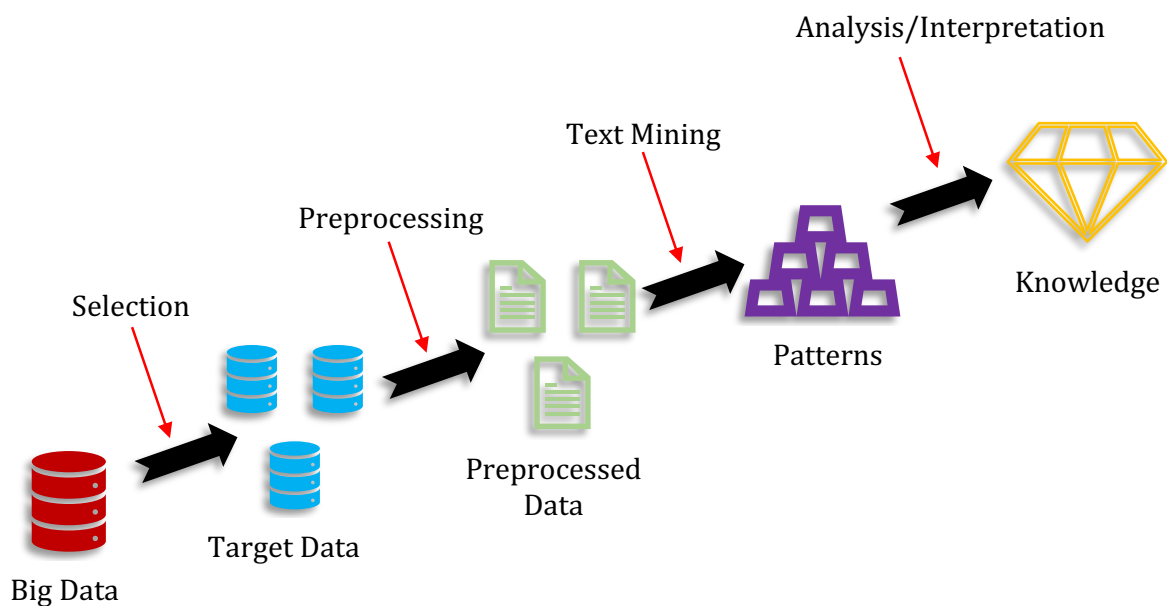 Analysis/Interpretation
Text Mining
Preprocessing
Knowledge
Selection
Patterns
Preprocessed
Data
Target Data
Big Data